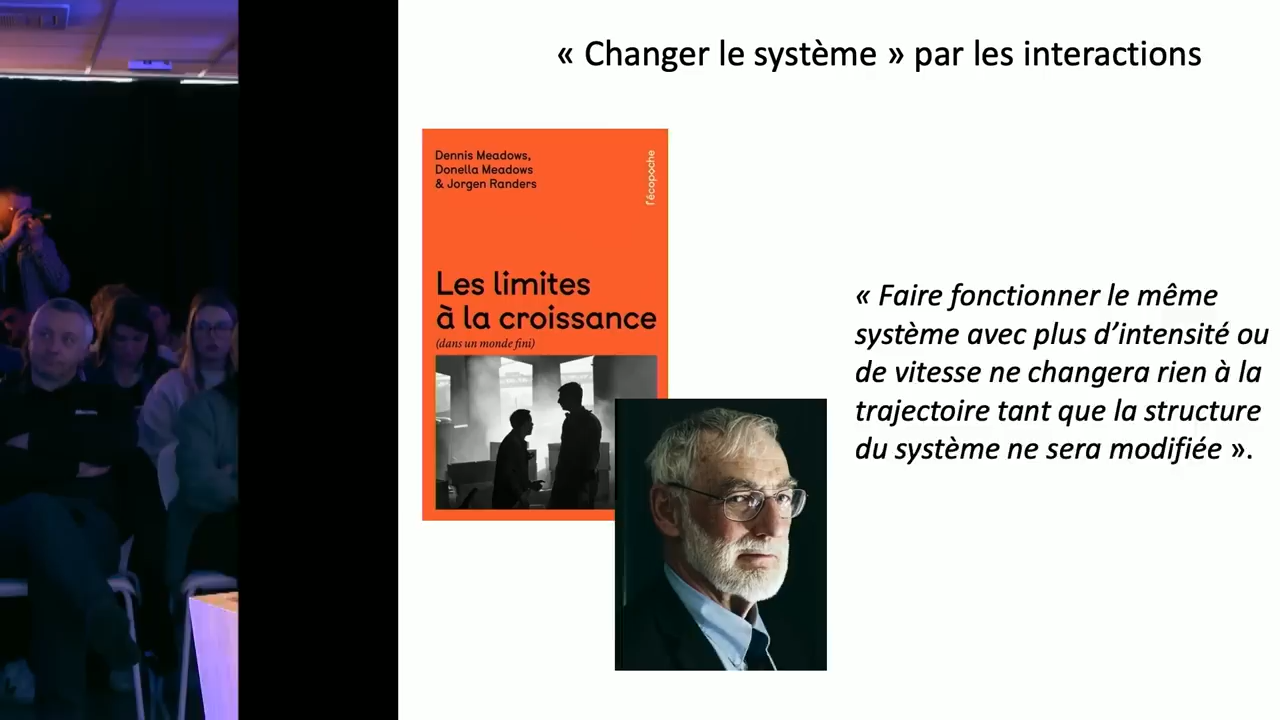 « Changer le système » par les interactions
Dennis Meadows,
Donella Meadows
& Jorgen Randers
l'écopoche
Les limites
à la croissance
(dans un monde fini)
« Faire fonctionner le même
système avec plus d'intensité ou
de vitesse ne changera rien à la
trajectoire tant que la structure
du système ne sera modifiée ».